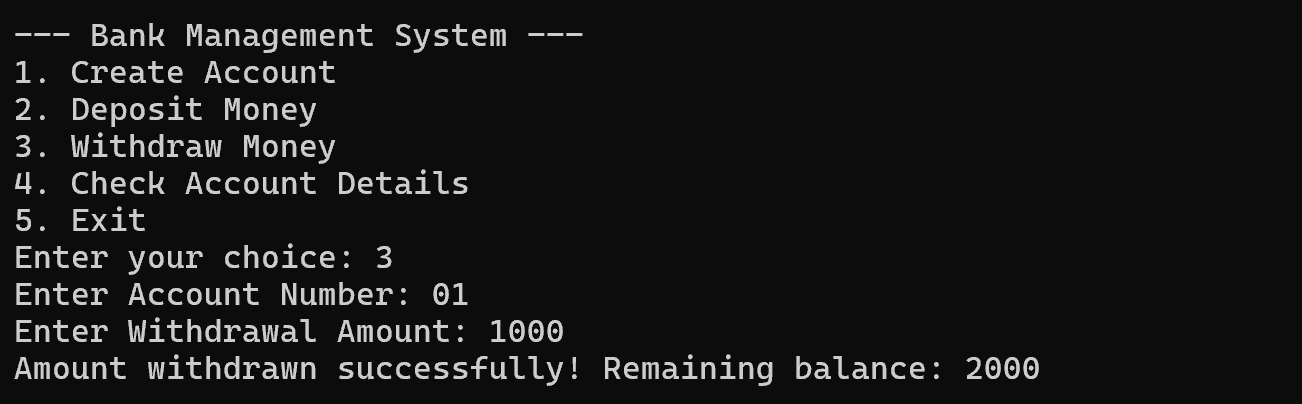 --- Bank Management System ---
1. Create Account
2. Deposit Money
3. Withdraw Money
4. Check Account Details
5. Exit
Enter your choice: 3
Enter Account Number: 01
Enter Withdrawal Amount: 1000
Amount withdrawn successfully! Remaining balance: 2000